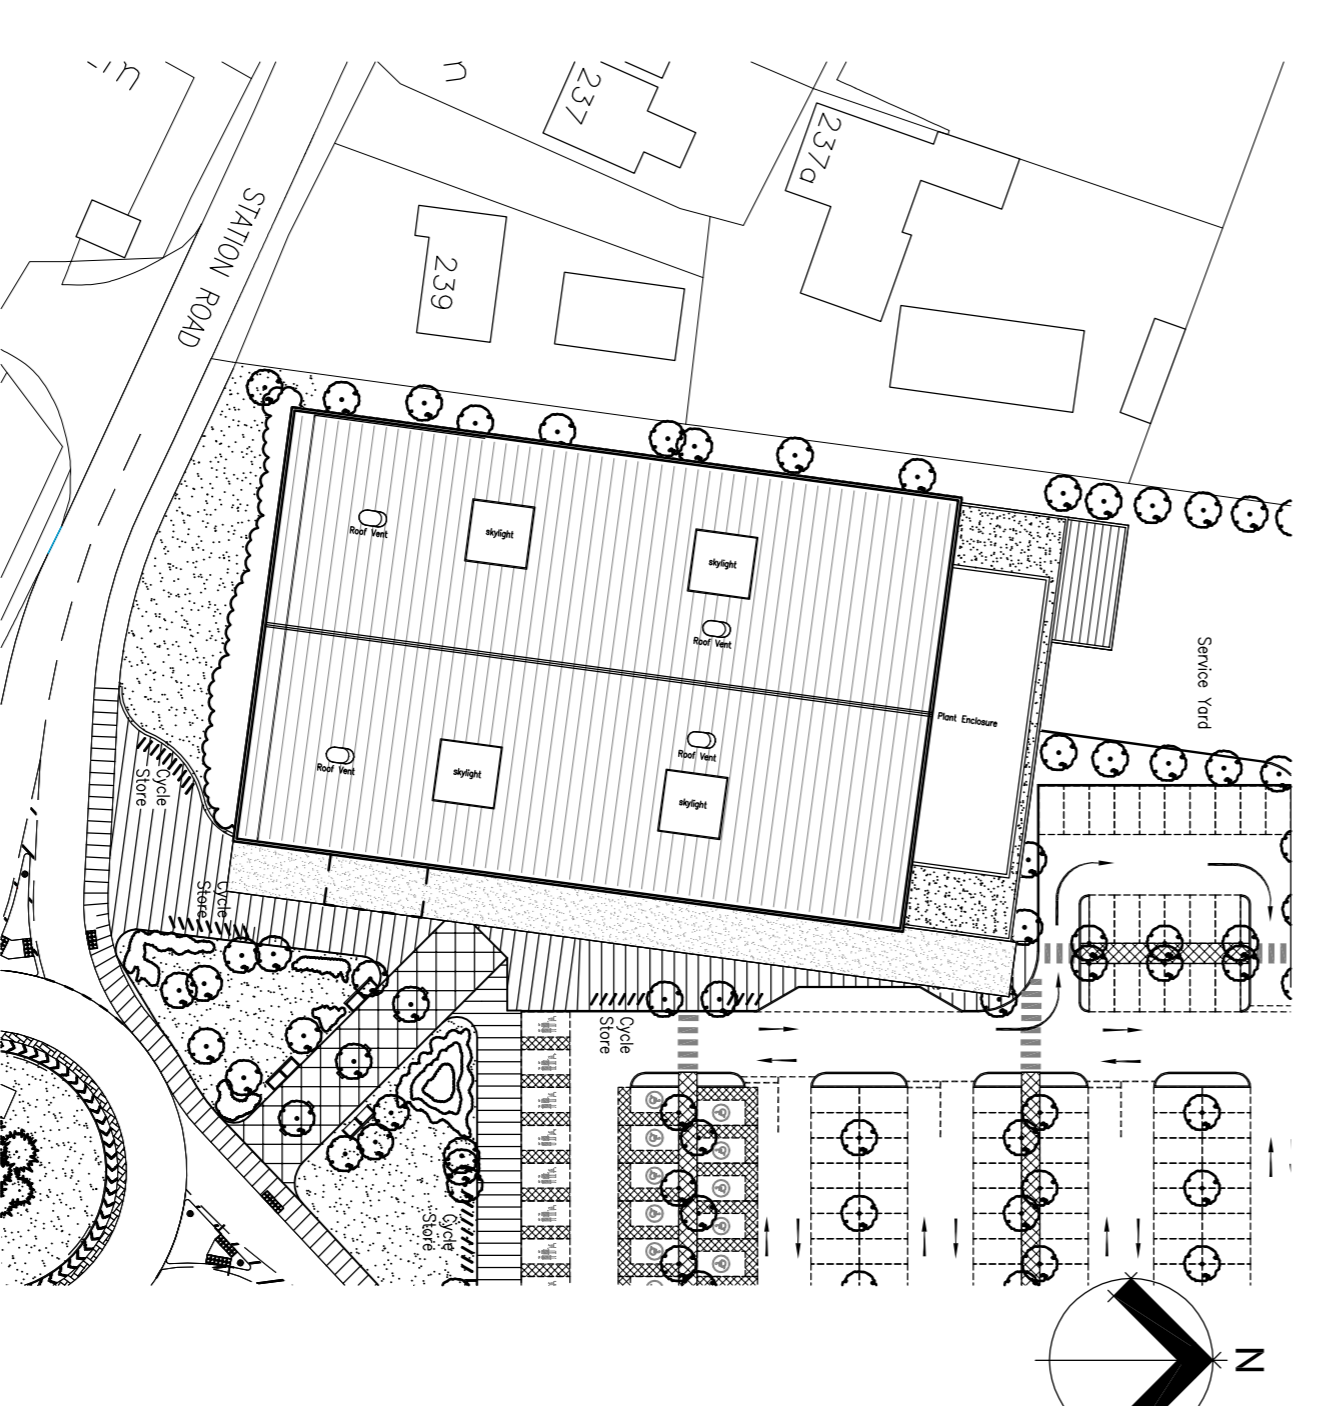 237
237a
STATION ROAD
239
Roof Vent
skylight
skylight
Roof Vent
Service Yard
Plant Enclosure
Roof Vent
Roof Vent
skylight
skylight
Cycle
Store
Cycle
Store
Cycle
Store
Cycle
Store
N